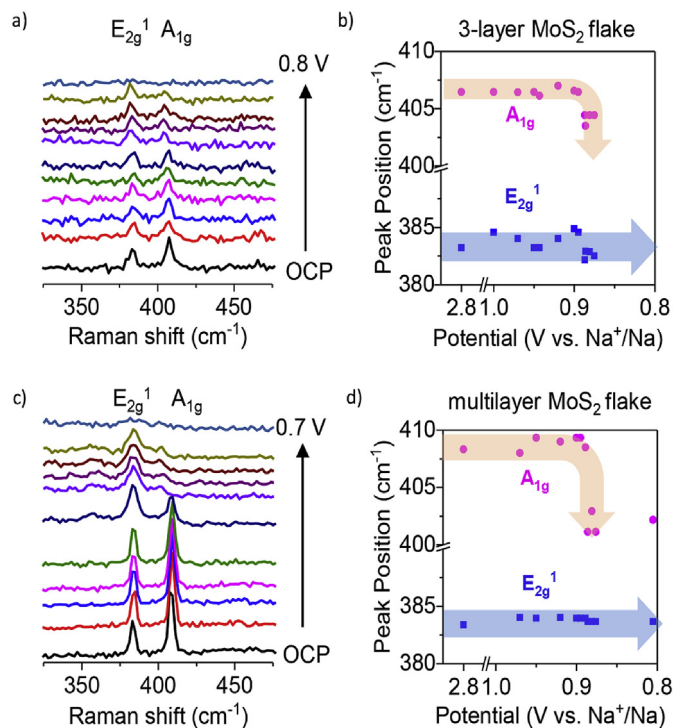 a)
E₂g¹ A₁g
0.8 V
OCP
350 400 450
Raman shift (cm⁻¹)
b)
3-layer MoS₂ flake
410
405
400
385
380
A₁g
E₂g¹
Peak Position (cm⁻¹)
2.8 1.0 0.9 0.8
Potential (V vs. Na⁺/Na)
c)
E₂g¹ A₁g
0.7 V
OCP
350 400 450
Raman shift (cm⁻¹)
d)
multilayer MoS₂ flake
410
405
400
385
380
A₁g
E₂g¹
Peak Position (cm⁻¹)
2.8 1.0 0.9 0.8
Potential (V vs. Na⁺/Na)